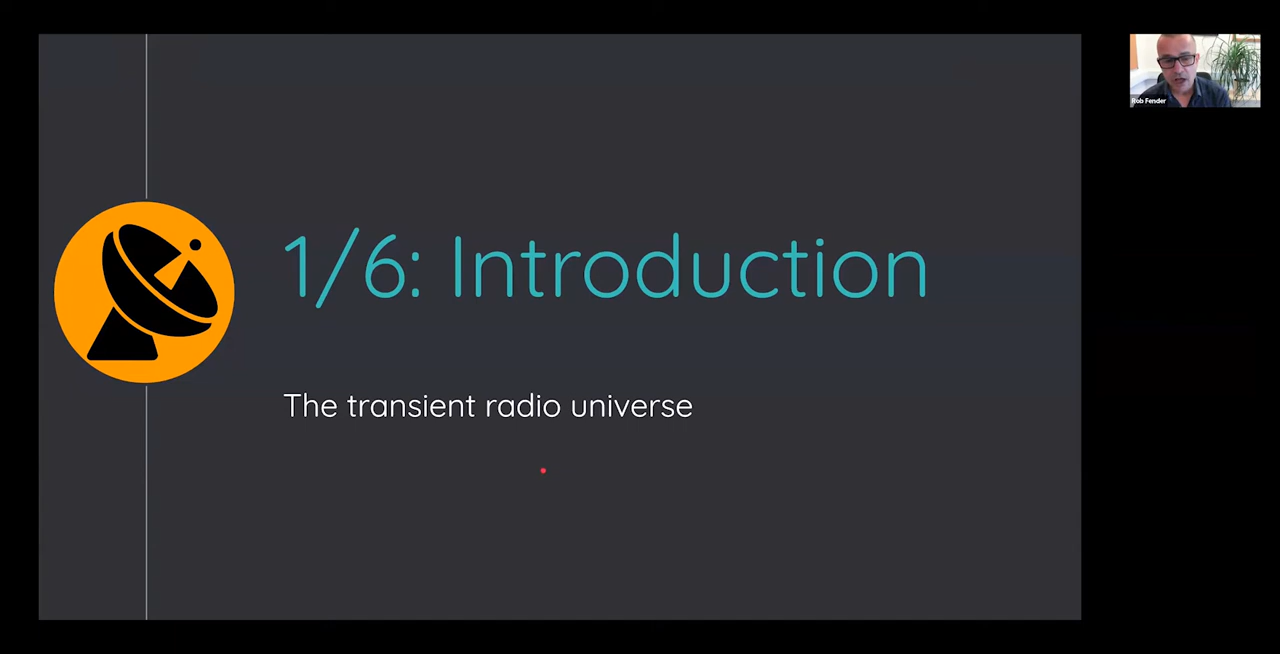 1/6: Introduction
The transient radio universe
Rob Fender